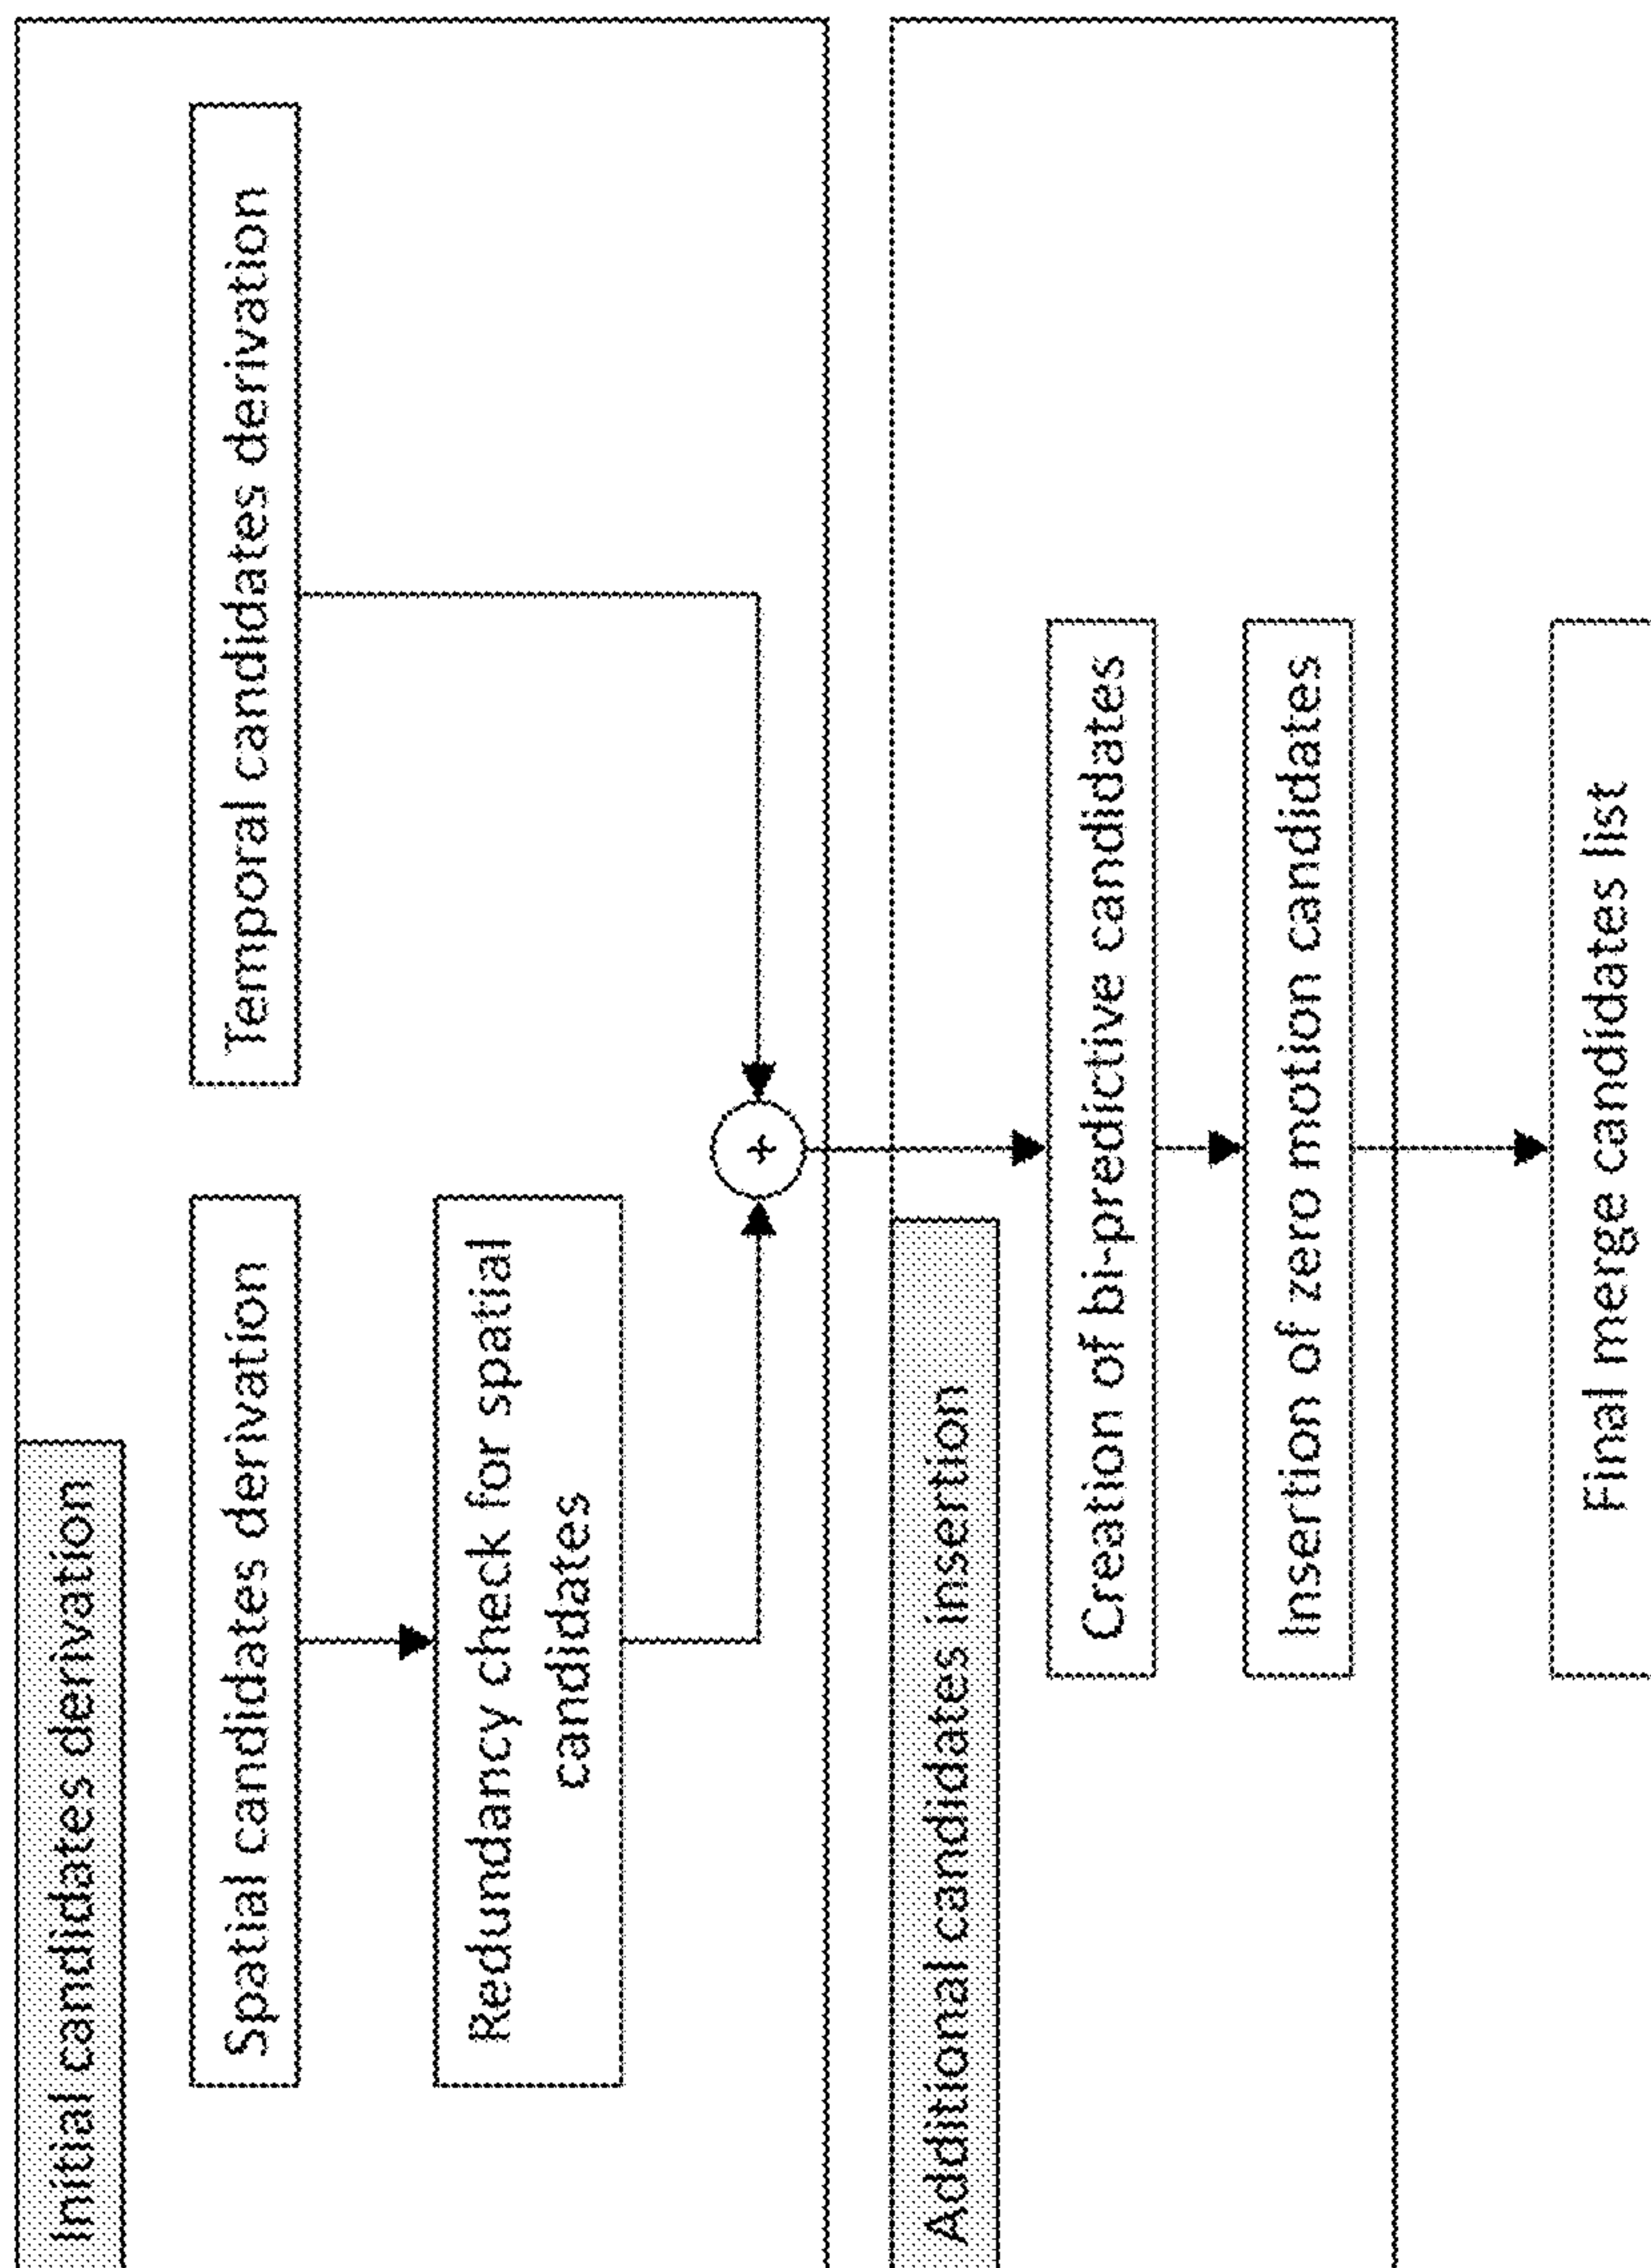 Initial candidates derivation
Spatial candidates derivation
Temporal candidates derivation
Redundancy check for spatial
candidates
+
Additional candidates insertion
Creation of bi-predictive candidates
Insertion of zero motion candidates
Final merge candidates list